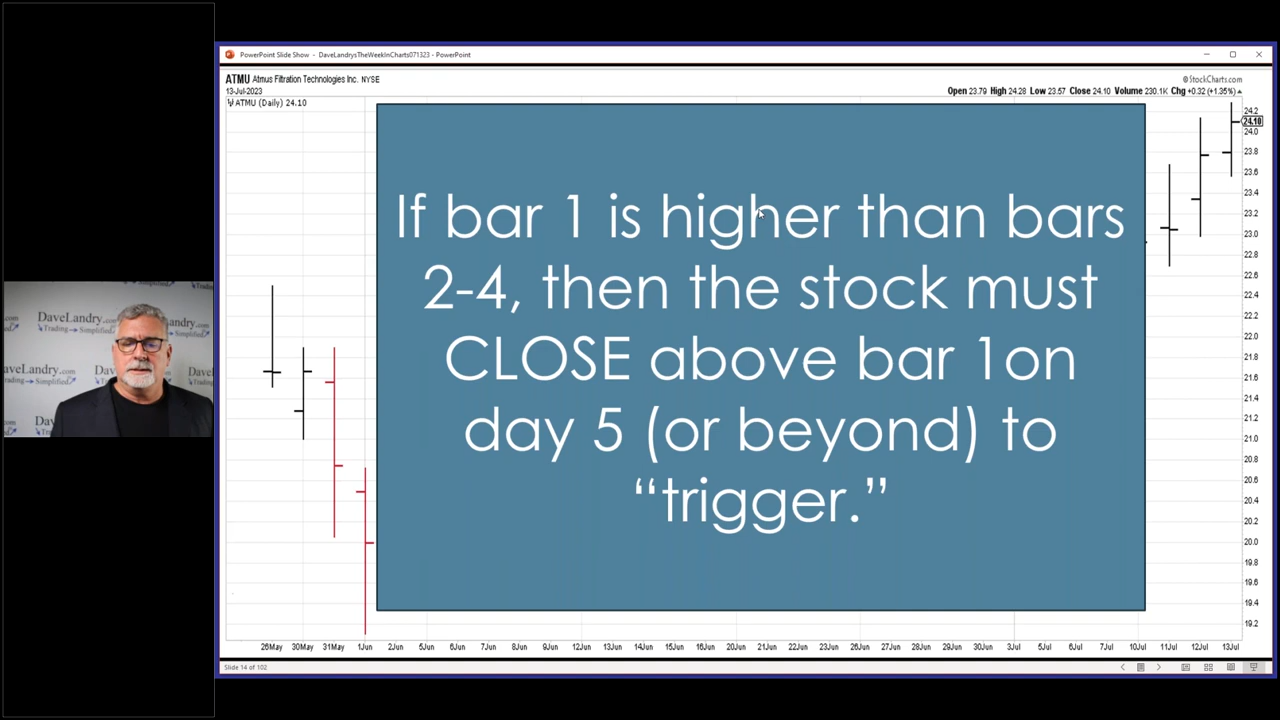 PowerPoint Slide Show - DaveLandrysTheWeekInCharts071323 - PowerPoint
ATMU Atmus Filtration Technologies Inc. NYSE
© StockCharts.com
13-Jul-2023
Open 23.79 High 24.28 Low 23.57 Close 24.10 Volume 230.1K Chg +0.32 (+1.35%)
ATMU (Daily) 24.10
If bar 1 is higher than bars
2-4, then the stock must
CLOSE above bar 1on
day 5 (or beyond) to
“trigger.”
24.2
24.10
24.0
23.8
23.6
23.4
23.2
23.0
22.8
22.6
22.4
22.2
22.0
21.8
21.6
21.4
21.2
21.0
20.8
20.6
20.4
20.2
20.0
19.8
19.6
19.4
19.2
26May 30May 31May 1Jun 2Jun 5Jun 6Jun 7Jun 8Jun 9Jun 12Jun 13Jun 14Jun 15Jun 16Jun 20Jun 21Jun 22Jun 23Jun 26Jun 27Jun 28Jun 29Jun 30Jun 3Jul 5Jul 6Jul 7Jul 10Jul 11Jul 12Jul 13Jul
Slide 14 of 102
DaveLandry.com
Trading Simplified